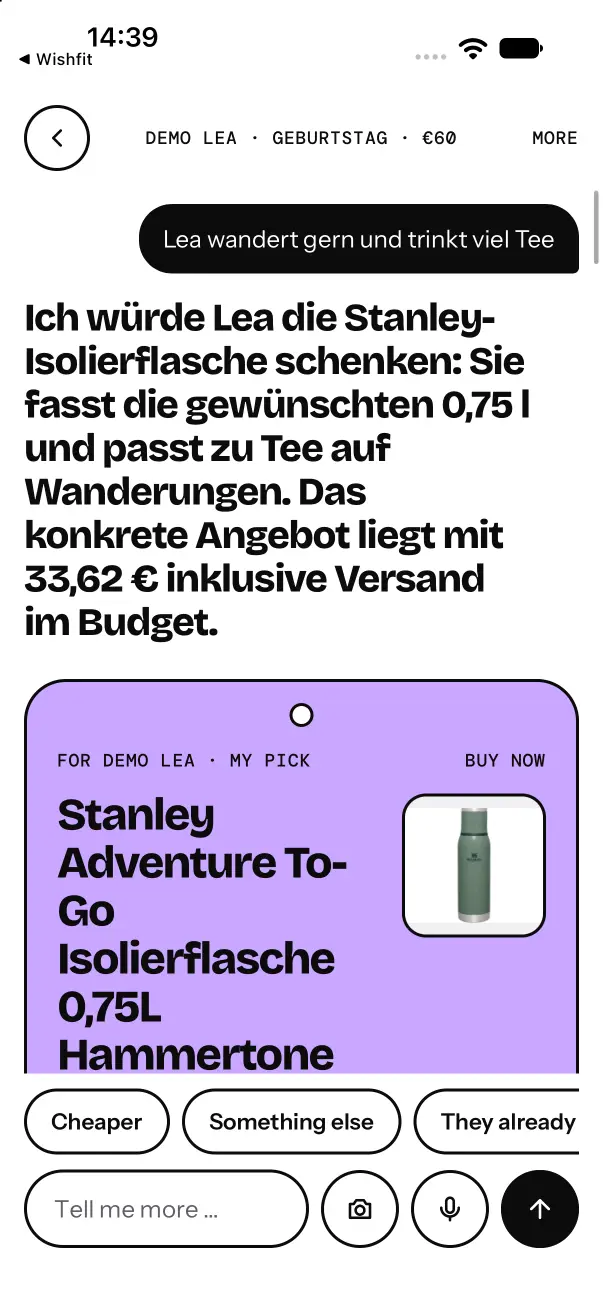 14:39
◀ Wishfit
DEMO LEA · GEBURTSTAG · €60
MORE
Lea wandert gern und trinkt viel Tee
Ich würde Lea die Stanley-
Isolierflasche schenken: Sie
fasst die gewünschten 0,75 l
und passt zu Tee auf
Wanderungen. Das
konkrete Angebot liegt mit
33,62 € inklusive Versand
im Budget.
FOR DEMO LEA · MY PICK
BUY NOW
Stanley
Adventure To-
Go
Isolierflasche
0,75L
Hammertone
Cheaper
Something else
They already
Tell me more ...